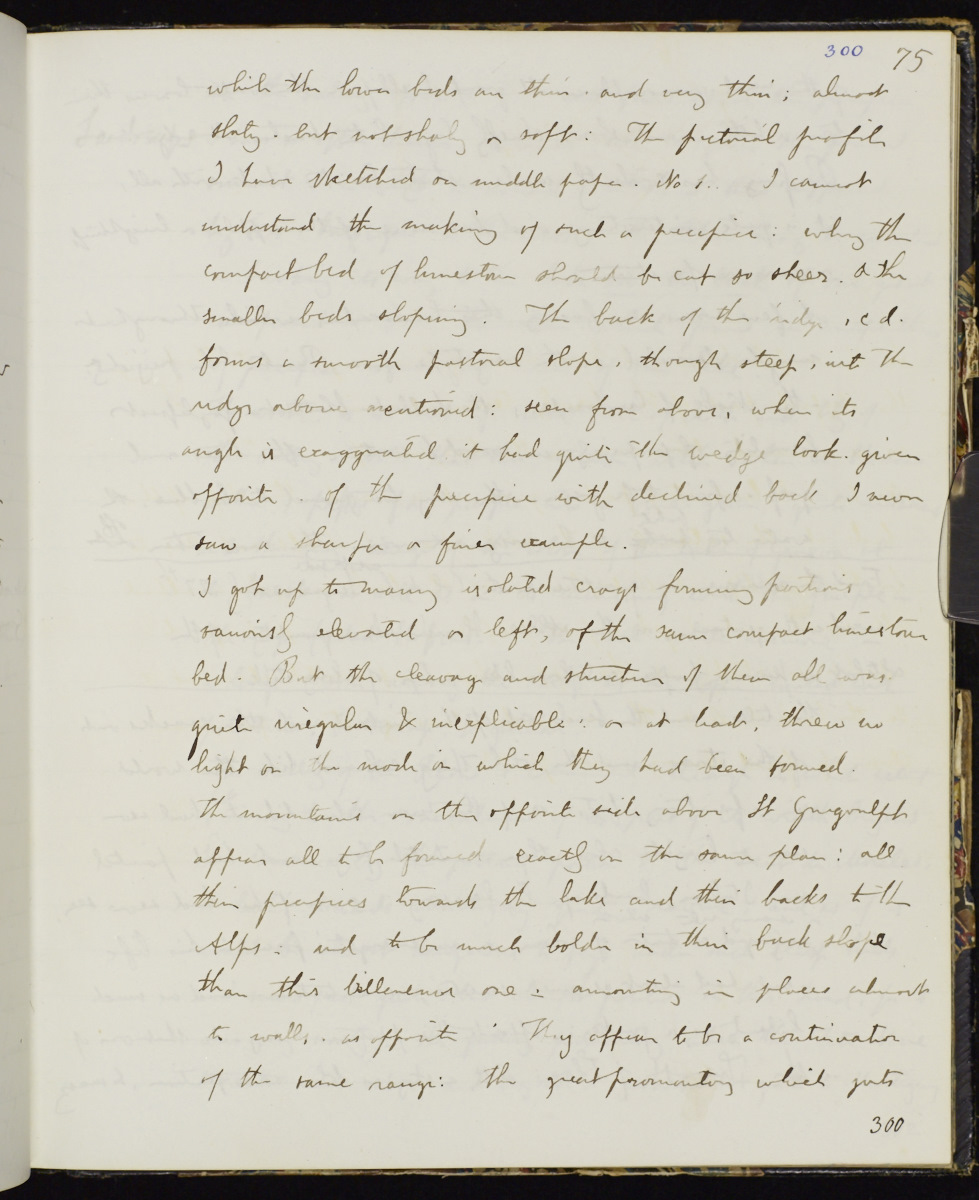 300 75
while the lower beds are thin. and very thin; almost
slaty. but not shaly or soft: The pictorial profile
I have sketched on middle paper. No 1.. I cannot
understand the making of such a precipice: why the
compact bed of limestone should be cut so sheer. & the
smaller beds sloping. The back of the ridge, c d.
forms a smooth pastoral slope, though steep, the
ridge above mentioned: seen from above, when its
angle is exaggerated it had quite the wedge look. given
opposite. of the precipice with declined back I never
saw a sharper or finer example.
I got up to many isolated crags forming portions
variously elevated or left, of the same compact limestone
bed. But the cleavage and structure of them all was
quite irregular & inexplicable: or at least, threw no
light on the mode in which they had been formed.
The mountains on the opposite side above St
appear all to be formed exactly on the same plan: all
their precipices towards the lake and their backs to the
Alps: and to be much bolder in their back slope
than this one: amounting in places almost
to walls. as opposite They appear to be a continuation
of the same range: the great promontory which juts
300